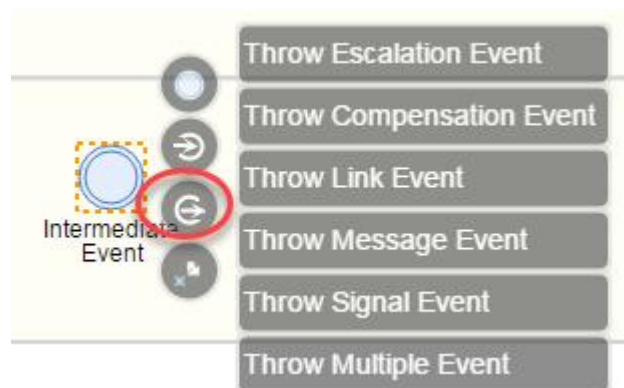 Throw Escalation Event
Throw Compensation Event
Throw Link Event
Throw Message Event
Throw Signal Event
Throw Multiple Event
Intermediate
Event